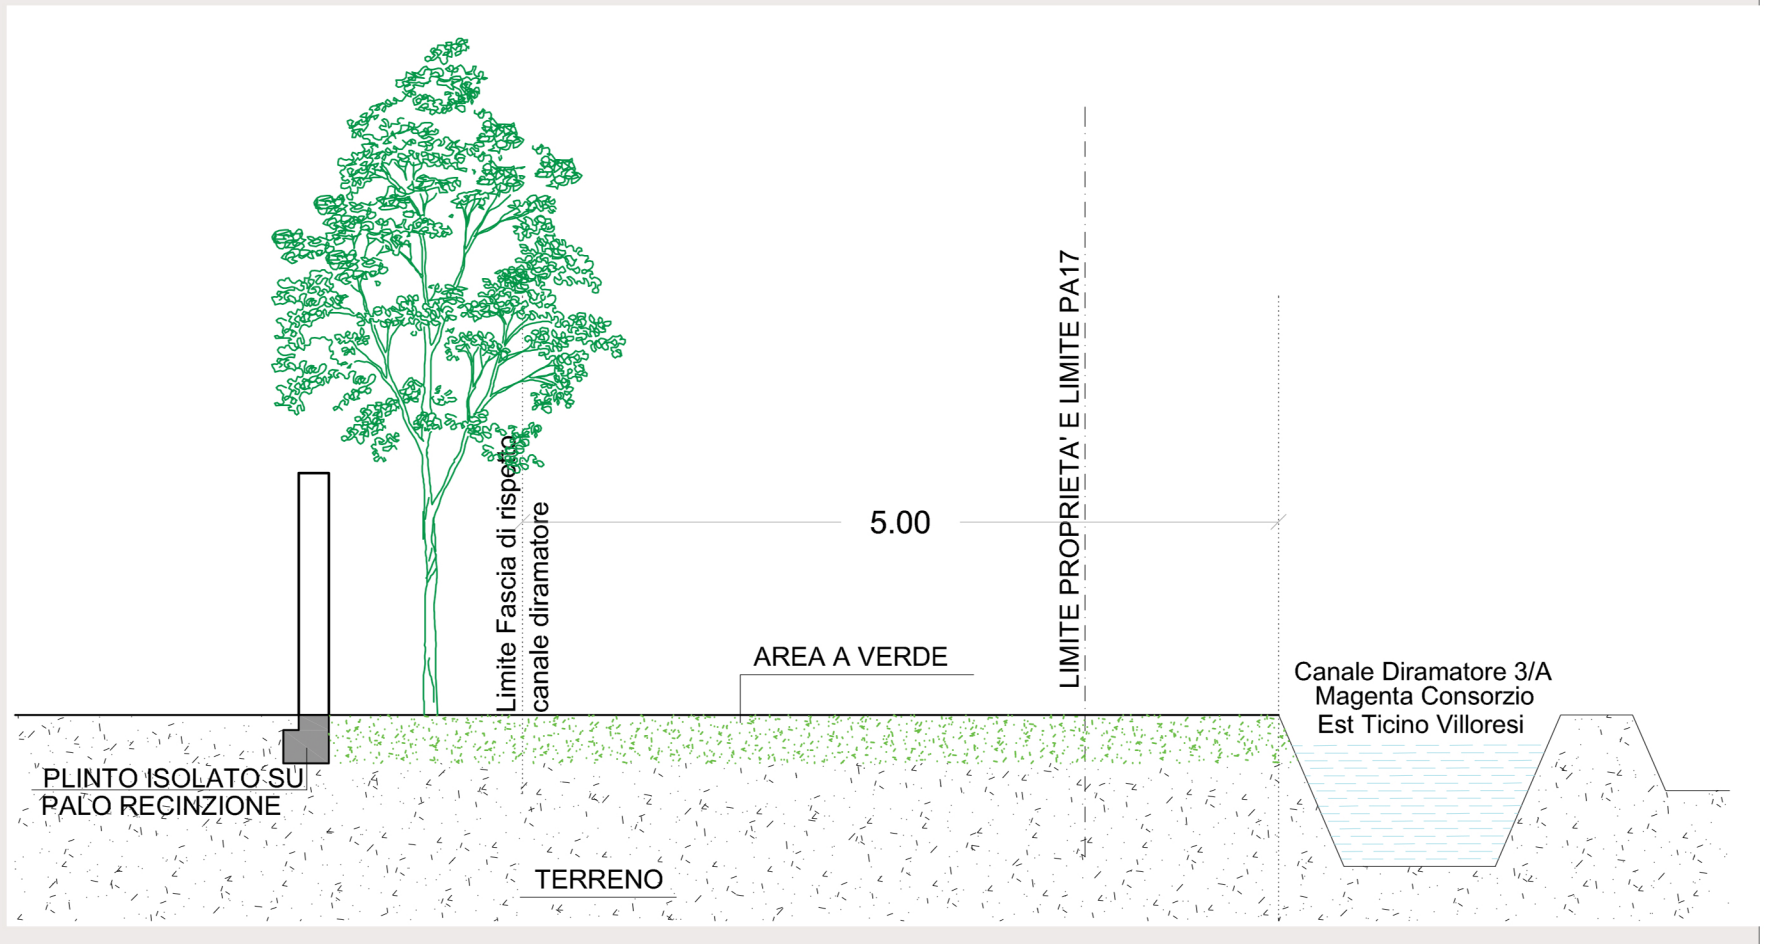 Limite Fascia di rispetto
canale diramatore
5.00
LIMITE PROPRIETA' E LIMITE PA17
AREA A VERDE
Canale Diramatore 3/A
Magenta Consorzio
Est Ticino Villoresi
PLINTO ISOLATO SU
PALO RECINZIONE
TERRENO